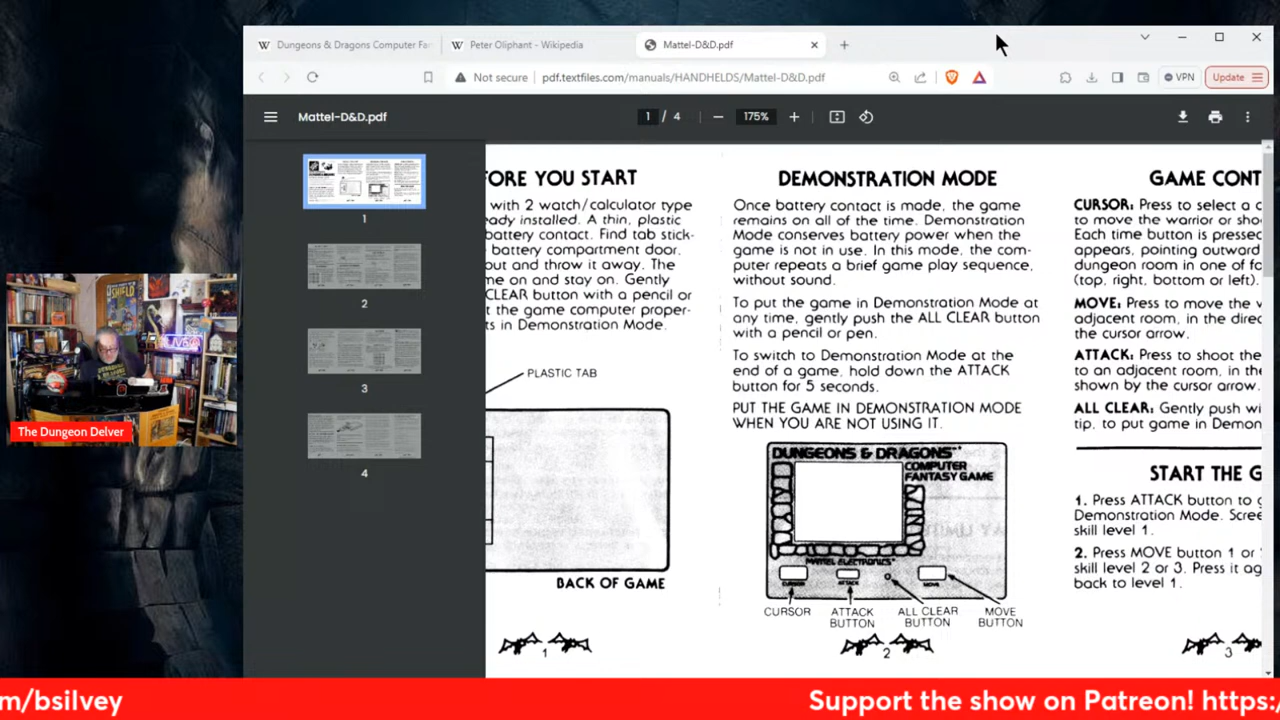 Dungeons & Dragons Computer Fa
Peter Oliphant - Wikipedia
Mattel-D&D.pdf
Not secure
pdf.textfiles.com/manuals/HANDHELDS/Mattel-D&D.pdf
VPN
Update
Mattel-D&D.pdf
1 / 4
175%
1
2
3
4
The Dungeon Delver
ORE YOU START
with 2 watch/calculator type
ady installed. A thin, plastic
battery contact. Find tab stick-
battery compartment door.
out and throw it away. The
me on and stay on. Gently
CLEAR button with a pencil or
t the game computer proper-
ts in Demonstration Mode.
PLASTIC TAB
BACK OF GAME
1
DEMONSTRATION MODE
Once battery contact is made, the game
remains on all of the time. Demonstration
Mode conserves battery power when the
game is not in use. In this mode, the com-
puter repeats a brief game play sequence,
without sound.
To put the game in Demonstration Mode at
any time, gently push the ALL CLEAR button
with a pencil or pen.
To switch to Demonstration Mode at the
end of a game, hold down the ATTACK
button for 5 seconds.
PUT THE GAME IN DEMONSTRATION MODE
WHEN YOU ARE NOT USING IT.
DUNGEONS & DRAGONS
COMPUTER
FANTASY GAME
MATTEL ELECTRONICS
CURSOR
ATTACK
MOVE
CURSOR
ATTACK
BUTTON
ALL CLEAR
BUTTON
MOVE
BUTTON
2
GAME CONT
CURSOR: Press to select a c
to move the warrior or sho
Each time button is pressed
appears, pointing outward
dungeon room in one of fo
(top, right, bottom or left).
MOVE: Press to move the w
adjacent room, in the direc
the cursor arrow.
ATTACK: Press to shoot the
to an adjacent room, in the
shown by the cursor arrow.
ALL CLEAR: Gently push wi
tip, to put game in Demon
START THE G
1. Press ATTACK button to g
Demonstration Mode. Scree
skill level 1.
2. Press MOVE button 1 or
skill level 2 or 3. Press it ag
back to level 1.
3
m/bsilvey
Support the show on Patreon! https:/